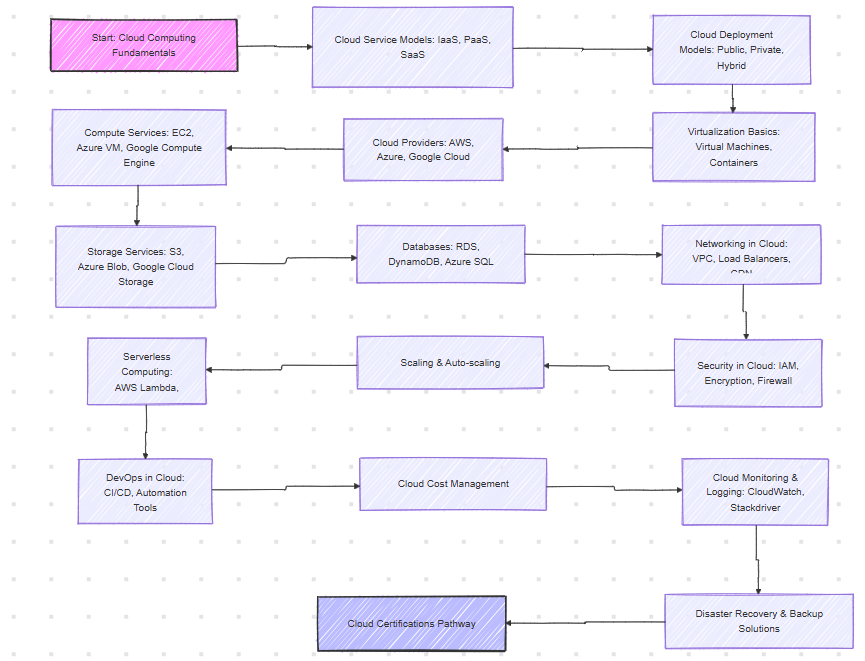 Start: Cloud Computing
Fundamentals
Cloud Service Models: IaaS, PaaS,
SaaS
Cloud Deployment
Models: Public, Private,
Hybrid
Virtualization Basics:
Virtual Machines,
Containers
Cloud Providers: AWS,
Azure, Google Cloud
Compute Services: EC2,
Azure VM, Google Compute
Engine
Storage Services: S3,
Azure Blob, Google Cloud
Storage
Databases: RDS,
DynamoDB, Azure SQL
Networking in Cloud:
VPC, Load Balancers,
CDN
Security in Cloud: IAM,
Encryption, Firewall
Scaling & Auto-scaling
Serverless
Computing:
AWS Lambda,
DevOps in Cloud:
CI/CD, Automation
Tools
Cloud Cost Management
Cloud Monitoring &
Logging: CloudWatch,
Stackdriver
Disaster Recovery & Backup
Solutions
Cloud Certifications Pathway